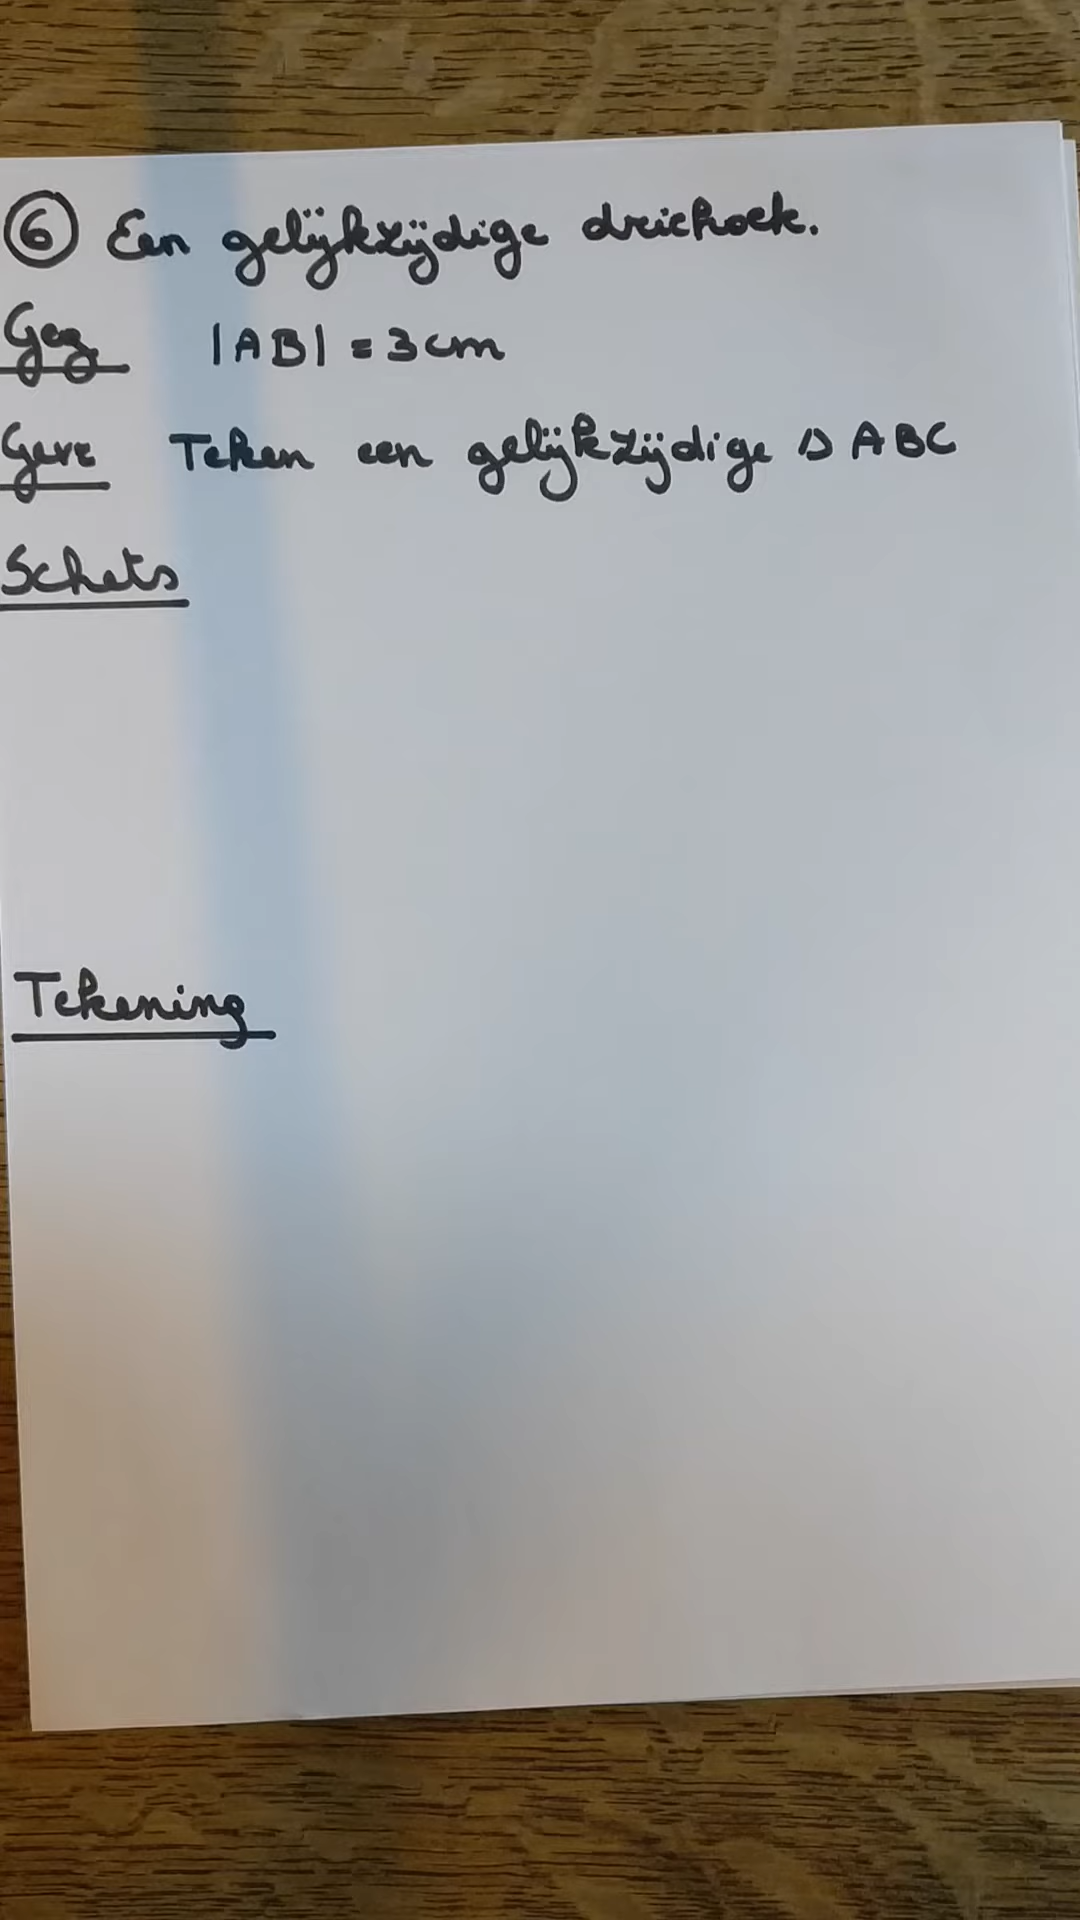 6 Een gelijkzijdige driehoek.
Geg |AB| = 3cm
Gevr Teken een gelijkzijdige △ ABC
Schets
Tekening